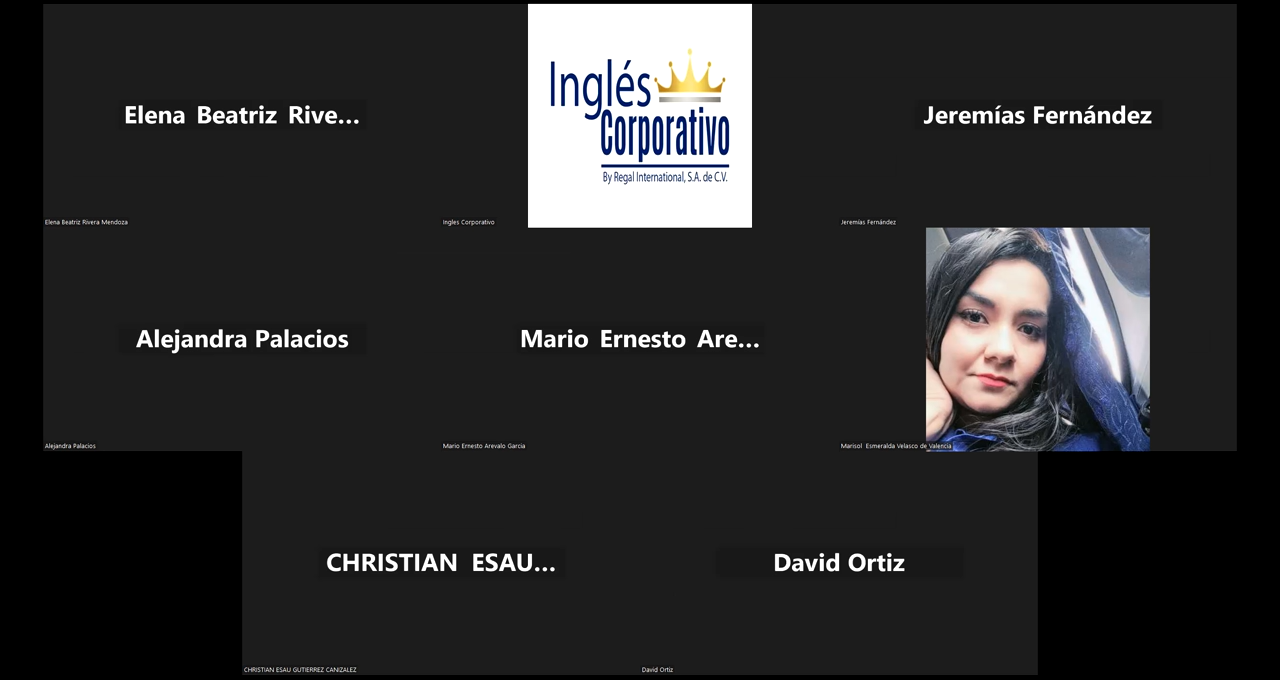 Elena Beatriz Rive...
Elena Beatriz Rivera Mendoza
Inglés
Corporativo
By Regal International, S.A. de C.V.
Ingles Corporativo
Jeremías Fernández
Jeremías Fernández
Alejandra Palacios
Alejandra Palacios
Mario Ernesto Are...
Mario Ernesto Arevalo Garcia
Marisol Esmeralda Velasco de Valencia
CHRISTIAN ESAU...
CHRISTIAN ESAU GUTIERREZ CANIZALEZ
David Ortiz
David Ortiz